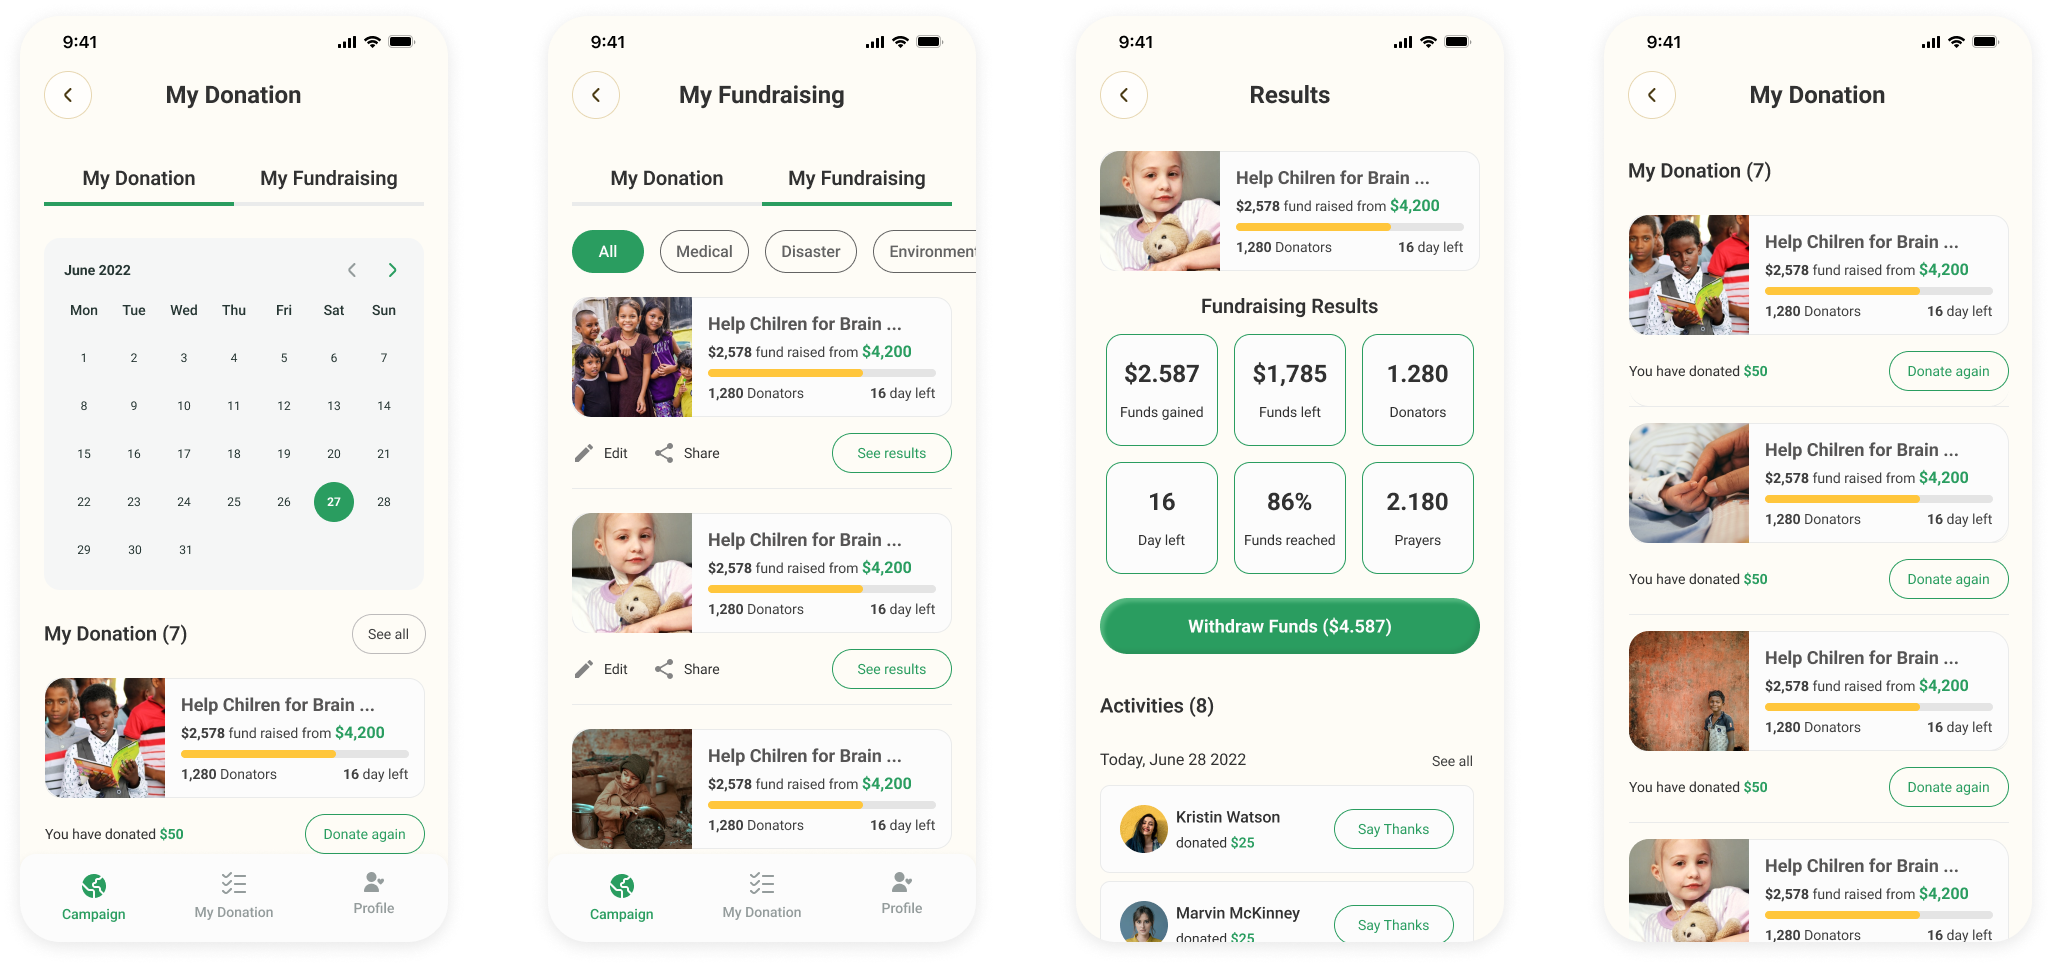 9:41
My Donation
My Donation
My Fundraising
June 2022
Mon Tue Wed Thu Fri Sat Sun
1 2 3 4 5 6 7
8 9 10 11 12 13 14
15 16 17 18 19 20 21
22 23 24 25 26 27 28
29 30 31
My Donation (7)
See all
Help Chilren for Brain ...
$2,578 fund raised from $4,200
1,280 Donators
16 day left
You have donated $50
Donate again
Campaign
My Donation
Profile
9:41
My Fundraising
My Donation
My Fundraising
All
Medical
Disaster
Environment
Help Chilren for Brain ...
$2,578 fund raised from $4,200
1,280 Donators
16 day left
Edit
Share
See results
Help Chilren for Brain ...
$2,578 fund raised from $4,200
1,280 Donators
16 day left
Edit
Share
See results
Help Chilren for Brain ...
$2,578 fund raised from $4,200
1,280 Donators
16 day left
Campaign
My Donation
Profile
9:41
Results
Help Chilren for Brain ...
$2,578 fund raised from $4,200
1,280 Donators
16 day left
Fundraising Results
$2.587
Funds gained
$1,785
Funds left
1.280
Donators
16
Day left
86%
Funds reached
2.180
Prayers
Withdraw Funds ($4.587)
Activities (8)
Today, June 28 2022
See all
Kristin Watson
donated $25
Say Thanks
Marvin McKinney
donated $25
Say Thanks
9:41
My Donation
My Donation (7)
Help Chilren for Brain ...
$2,578 fund raised from $4,200
1,280 Donators
16 day left
You have donated $50
Donate again
Help Chilren for Brain ...
$2,578 fund raised from $4,200
1,280 Donators
16 day left
You have donated $50
Donate again
Help Chilren for Brain ...
$2,578 fund raised from $4,200
1,280 Donators
16 day left
You have donated $50
Donate again
Help Chilren for Brain ...
$2,578 fund raised from $4,200
1,280 Donators
16 day left